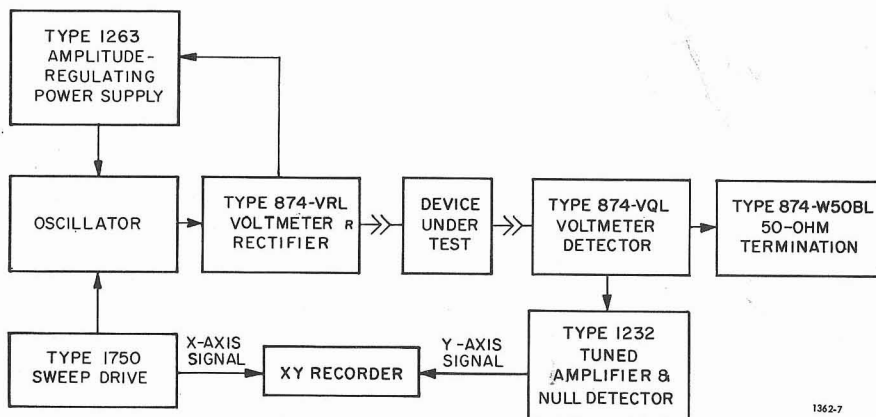 TYPE 1263
AMPLITUDE-
REGULATING
POWER SUPPLY
OSCILLATOR
TYPE 874-VRL
VOLTMETER R
RECTIFIER
DEVICE
UNDER
TEST
TYPE 874-VQL
VOLTMETER
DETECTOR
TYPE 874-W50BL
50-OHM
TERMINATION
TYPE 1750
SWEEP DRIVE
X-AXIS
SIGNAL
XY RECORDER
Y-AXIS
SIGNAL
TYPE 1232
TUNED
AMPLIFIER &
NULL DETECTOR
1362-7